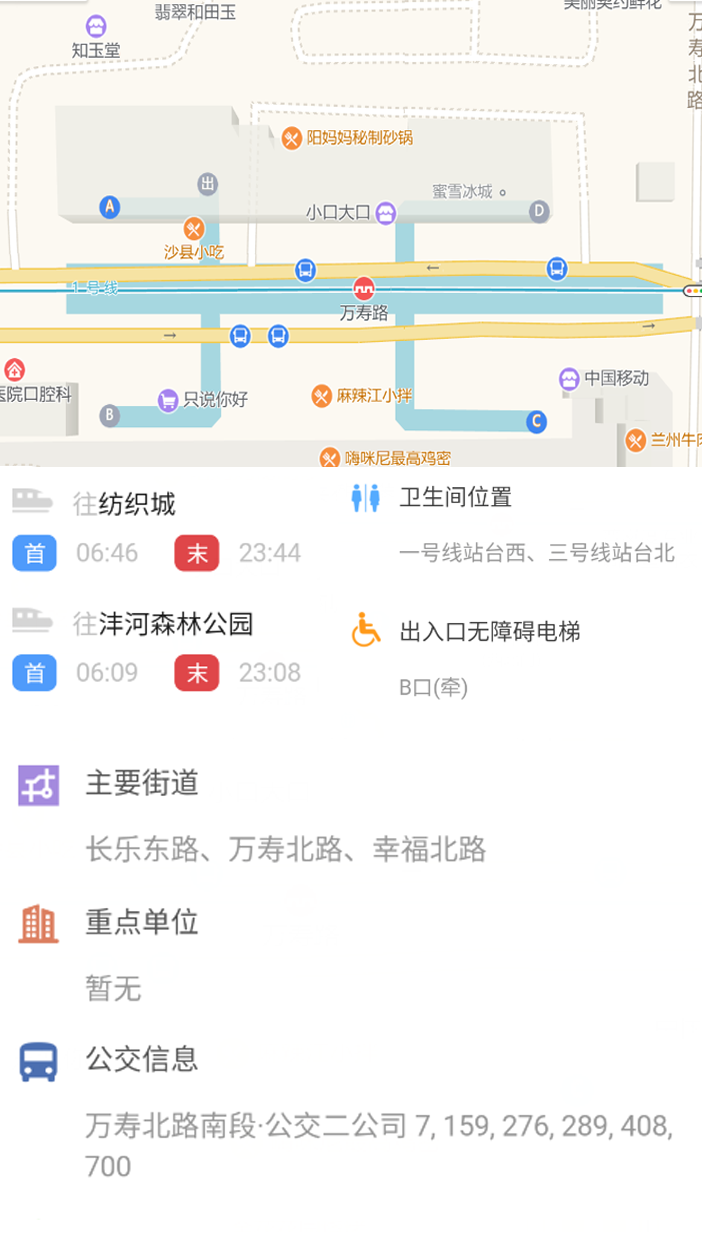 翡翠和田玉
美丽美约鲜花
知玉堂
万寿北路
阳妈妈秘制砂锅
出
A
蜜雪冰城
小口大口
D
沙县小吃
1号线
←
万寿路
→
→
医院口腔科
中国移动
B
只说你好
麻辣江小拌
C
兰州牛肉
嗨咪尼最高鸡密
往纺织城
首 06:46 末 23:44
往沣河森林公园
首 06:09 末 23:08
卫生间位置
一号线站台西、三号线站台北
出入口无障碍电梯
B口(牵)
主要街道
长乐东路、万寿北路、幸福北路
重点单位
暂无
公交信息
万寿北路南段·公交二公司 7, 159, 276, 289, 408,
700